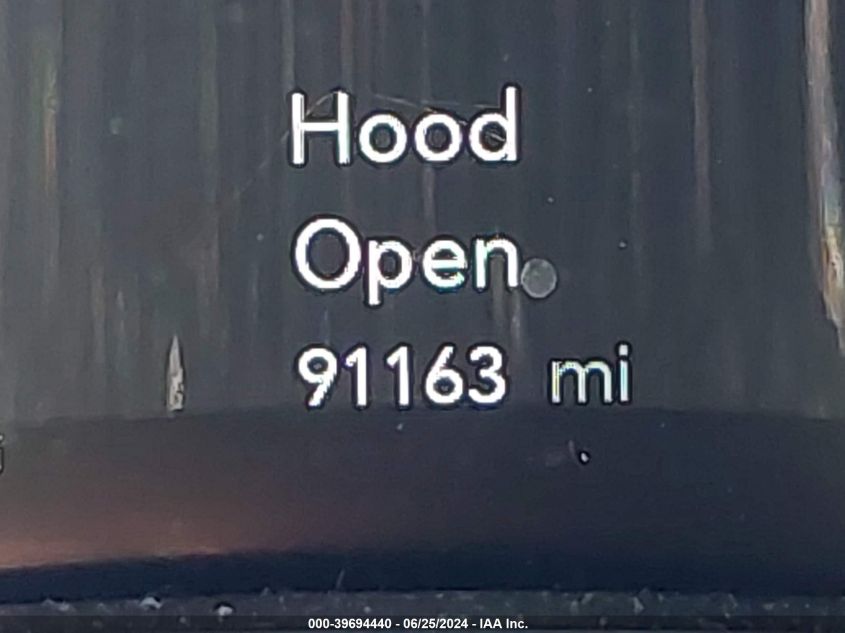 Hood
Open
91163 mi
000-39694440 - 06/25/2024 - IAA Inc.